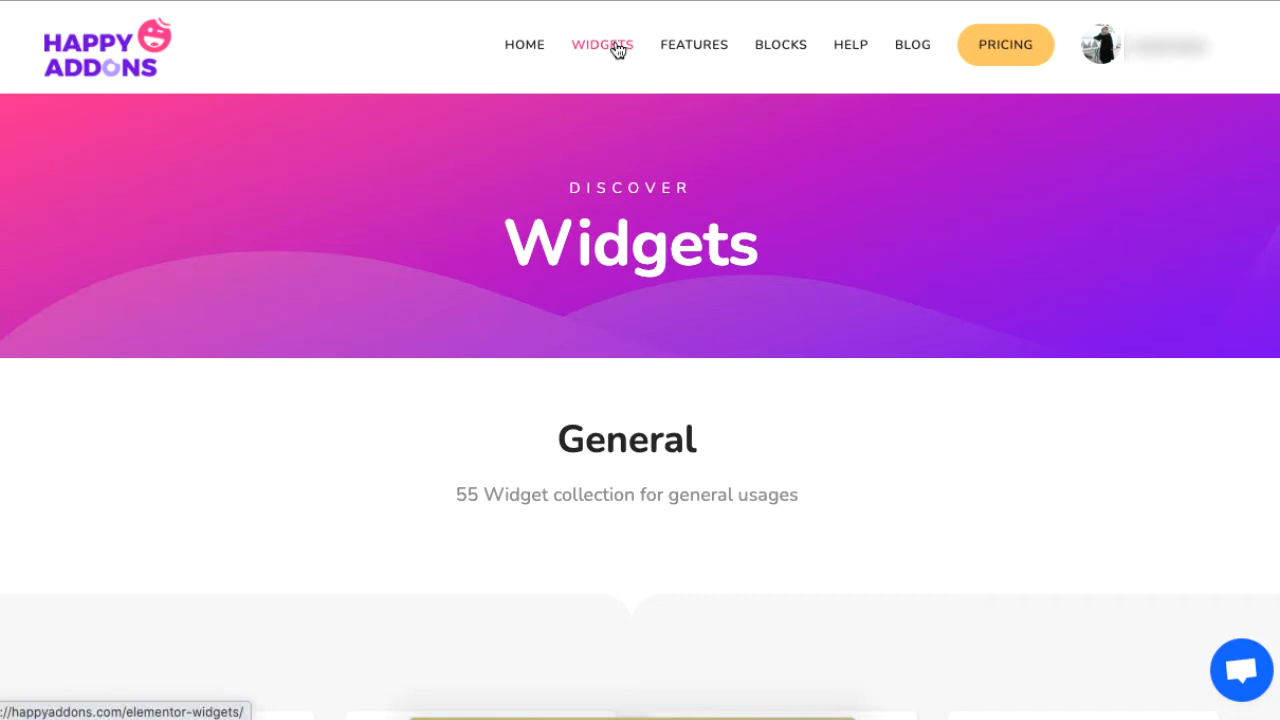 HAPPY
ADDONS
HOME WIDGETS FEATURES BLOCKS HELP BLOG PRICING
DISCOVER
Widgets
General
55 Widget collection for general usages
://happyaddons.com/elementor-widgets/